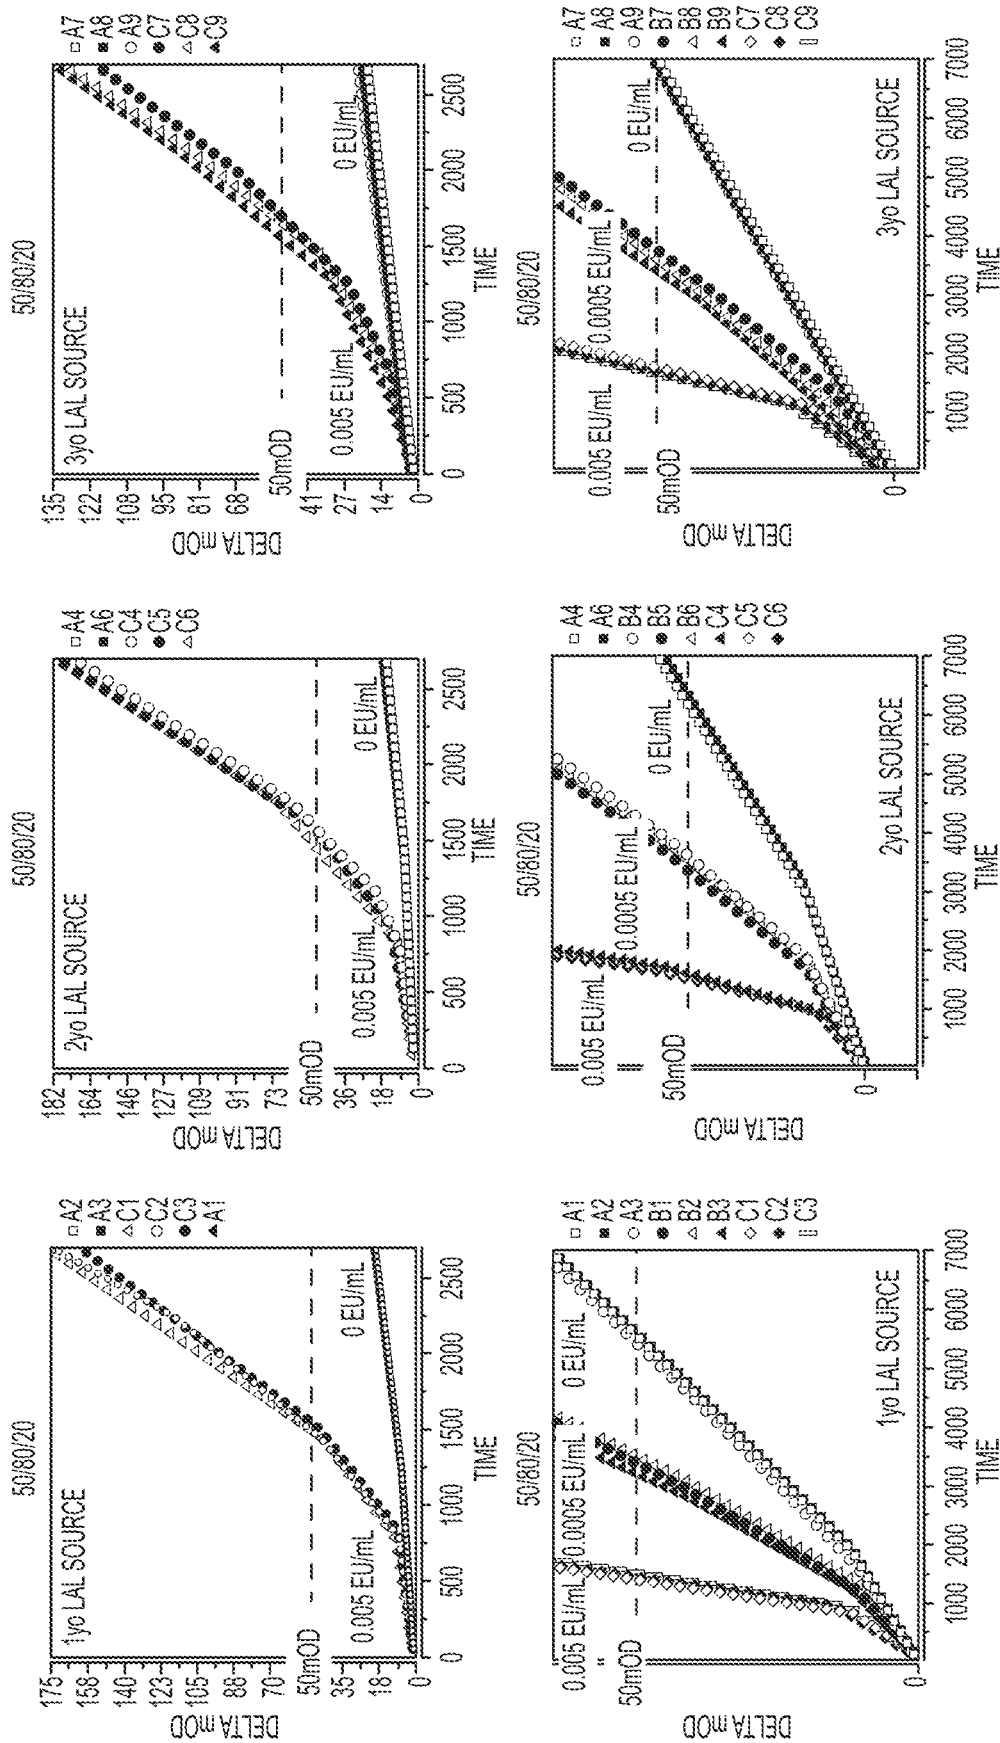 50/80/20
1yo LAL SOURCE
DELTA mOD
175
158
140
123
105
88
70
50mOD
35
18
0
0.005 EU/mL
0 EU/mL
0
500
1000
1500
2000
2500
TIME
□ A2
■ A3
△ C1
○ C2
● C3
▲ A1
50/80/20
2yo LAL SOURCE
DELTA mOD
182
164
146
127
109
91
73
50mOD
36
18
0
0.005 EU/mL
0 EU/mL
0
500
1000
1500
2000
2500
TIME
□ A4
■ A6
○ C4
● C5
△ C6
50/80/20
3yo LAL SOURCE
DELTA mOD
135
122
108
95
81
68
50mOD
41
27
14
0
0.005 EU/mL
0 EU/mL
0
500
1000
1500
2000
2500
TIME
□ A7
■ A8
○ A9
● C7
△ C8
▲ C9
50/80/20
0.005 EU/mL
0.0005 EU/mL
0 EU/mL
DELTA mOD
50mOD
0
1yo LAL SOURCE
1000
2000
3000
4000
5000
6000
7000
TIME
□ A1
■ A2
○ A3
● B1
△ B2
▲ B3
◇ C1
◆ C2
▯ C3
50/80/20
0.005 EU/mL
0.0005 EU/mL
0 EU/mL
DELTA mOD
50mOD
0
2yo LAL SOURCE
1000
2000
3000
4000
5000
6000
7000
TIME
□ A4
■ A6
○ B4
● B5
△ B6
▲ C4
◇ C5
◆ C6
50/80/20
0.005 EU/mL
0.0005 EU/mL
0 EU/mL
DELTA mOD
50mOD
0
3yo LAL SOURCE
1000
2000
3000
4000
5000
6000
7000
TIME
□ A7
■ A8
○ A9
● B7
△ B8
▲ B9
◇ C7
◆ C8
▯ C9